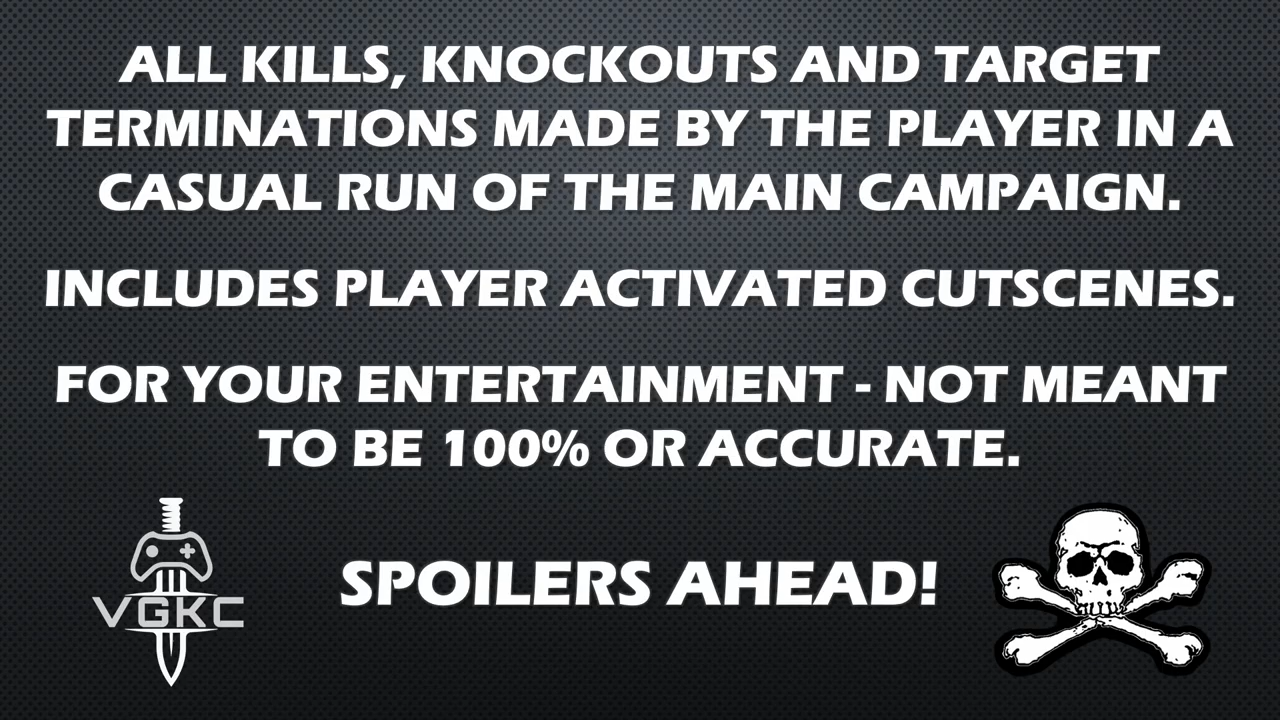 ALL KILLS, KNOCKOUTS AND TARGET
TERMINATIONS MADE BY THE PLAYER IN A
CASUAL RUN OF THE MAIN CAMPAIGN.
INCLUDES PLAYER ACTIVATED CUTSCENES.
FOR YOUR ENTERTAINMENT - NOT MEANT
TO BE 100% OR ACCURATE.
SPOILERS AHEAD!
VGKC